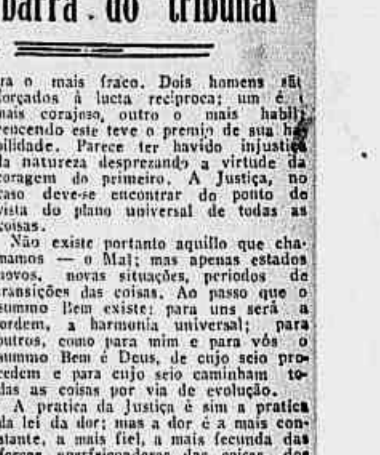 barra do tribunal
ra o mais fraco. Dois homens são
forçados á lucta reciproca; um é o
mais corajoso, outro o mais habil;
vencendo este teve o premio de sua ha-
bilidade. Parece ter havido injustiça
da natureza desprezando a virtude da
coragem do primeiro. A Justiça, no
caso deve-se encontrar do ponto de
vista do plano universal de todas as
coisas.
Não existe portanto aquillo que cha-
mamos — o Mal; mas apenas estados
novos, novas situações, periodos de
transições das coisas. Ao passo que o
summo Bem existe: para uns será a
ordem, a harmonia universal; para
outros, como para mim e para vós o
summo Bem é Deus, de cujo seio pro-
cedem e para cujo seio caminham to-
das as coisas por via de evolução.
A pratica da Justiça é sim a pratica
da lei da dor; mas a dor é a mais con-
stante, a mais fiel, a mais fecunda das